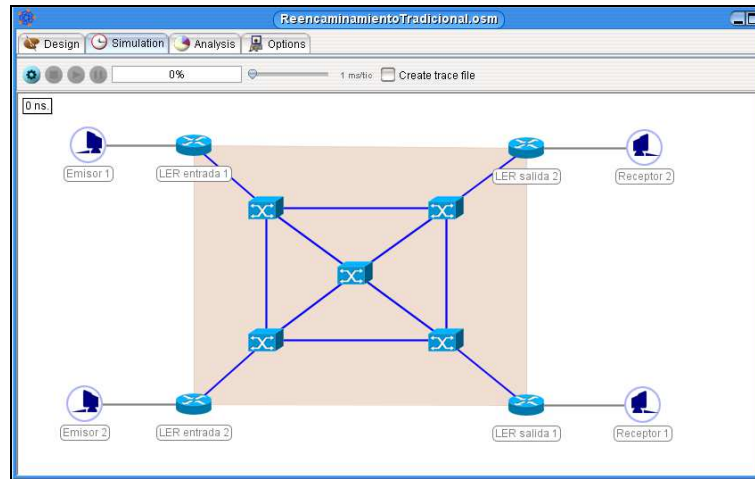 ReencaminamientoTradicional.osm
Design Simulation Analysis Options
0% 1 ms/tic Create trace file
0 ns.
Emisor 1 LER entrada 1 LER salida 2 Receptor 2
Emisor 2 LER entrada 2 LER salida 1 Receptor 1